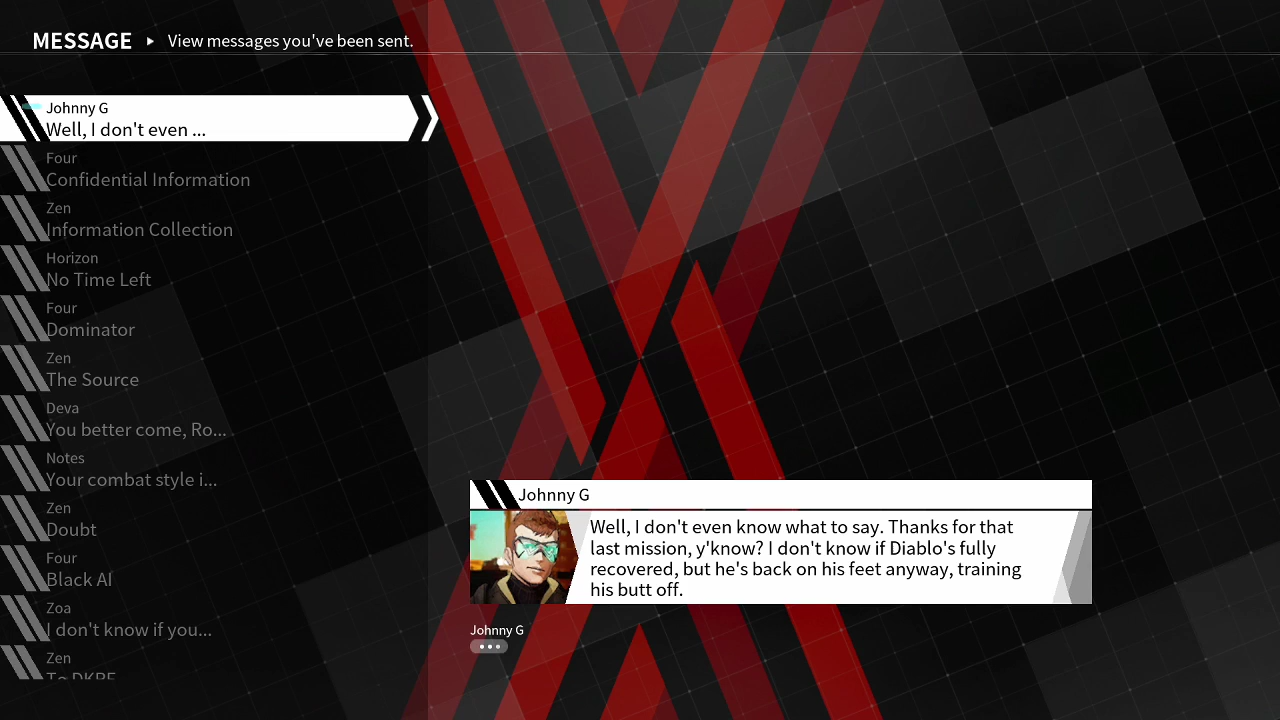 MESSAGE ▶ View messages you've been sent.
Johnny G
Well, I don't even ...
Four
Confidential Information
Zen
Information Collection
Horizon
No Time Left
Four
Dominator
Zen
The Source
Deva
You better come, Ro...
Notes
Your combat style i...
Zen
Doubt
Four
Black AI
Zoa
I don't know if you...
Zen
Johnny G
Well, I don't even know what to say. Thanks for that
last mission, y'know? I don't know if Diablo's fully
recovered, but he's back on his feet anyway, training
his butt off.
Johnny G